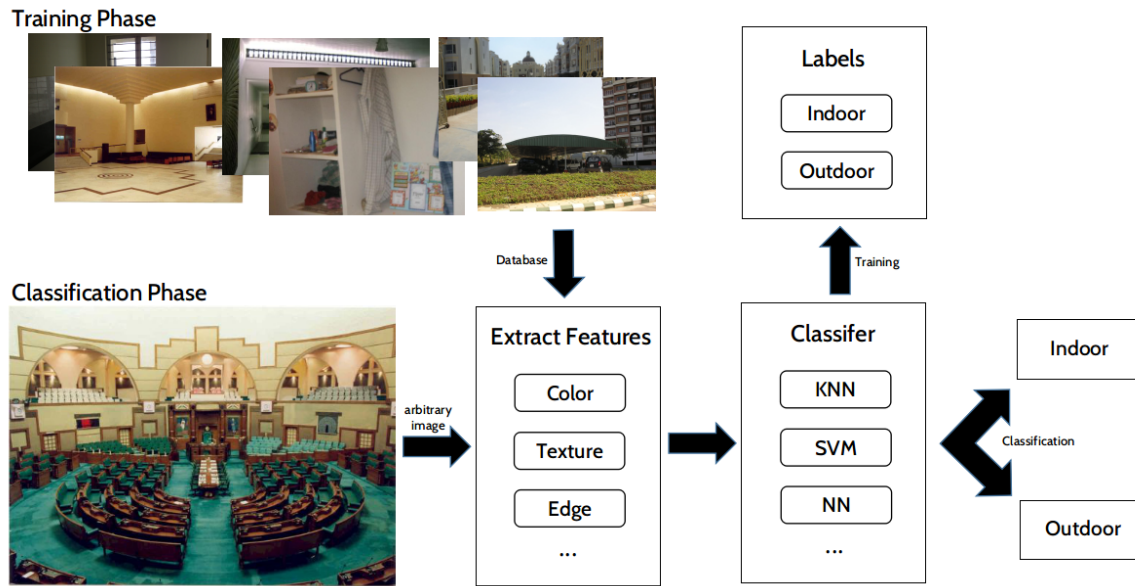 Training Phase
Labels
Indoor
Outdoor
Database
Training
Classification Phase
Extract Features
Color
Texture
Edge
...
arbitrary
image
Classifer
KNN
SVM
NN
...
Indoor
Classification
Outdoor